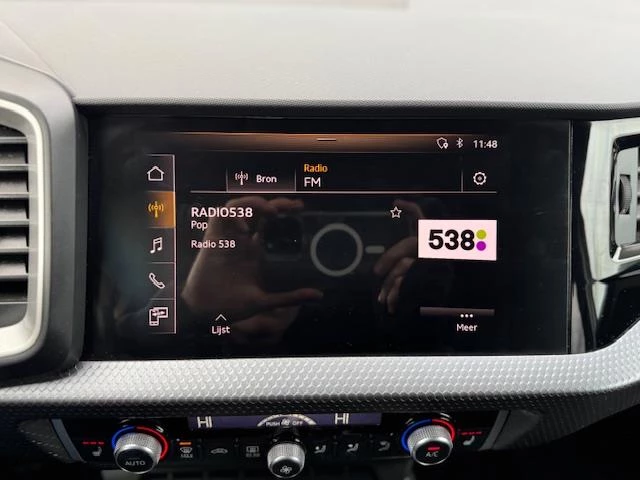 11:48
Bron
Radio
FM
RADIO538
Pop
Radio 538
538
Lijst
Meer
HI
PUSH OFF
HI
AUTO
A/C